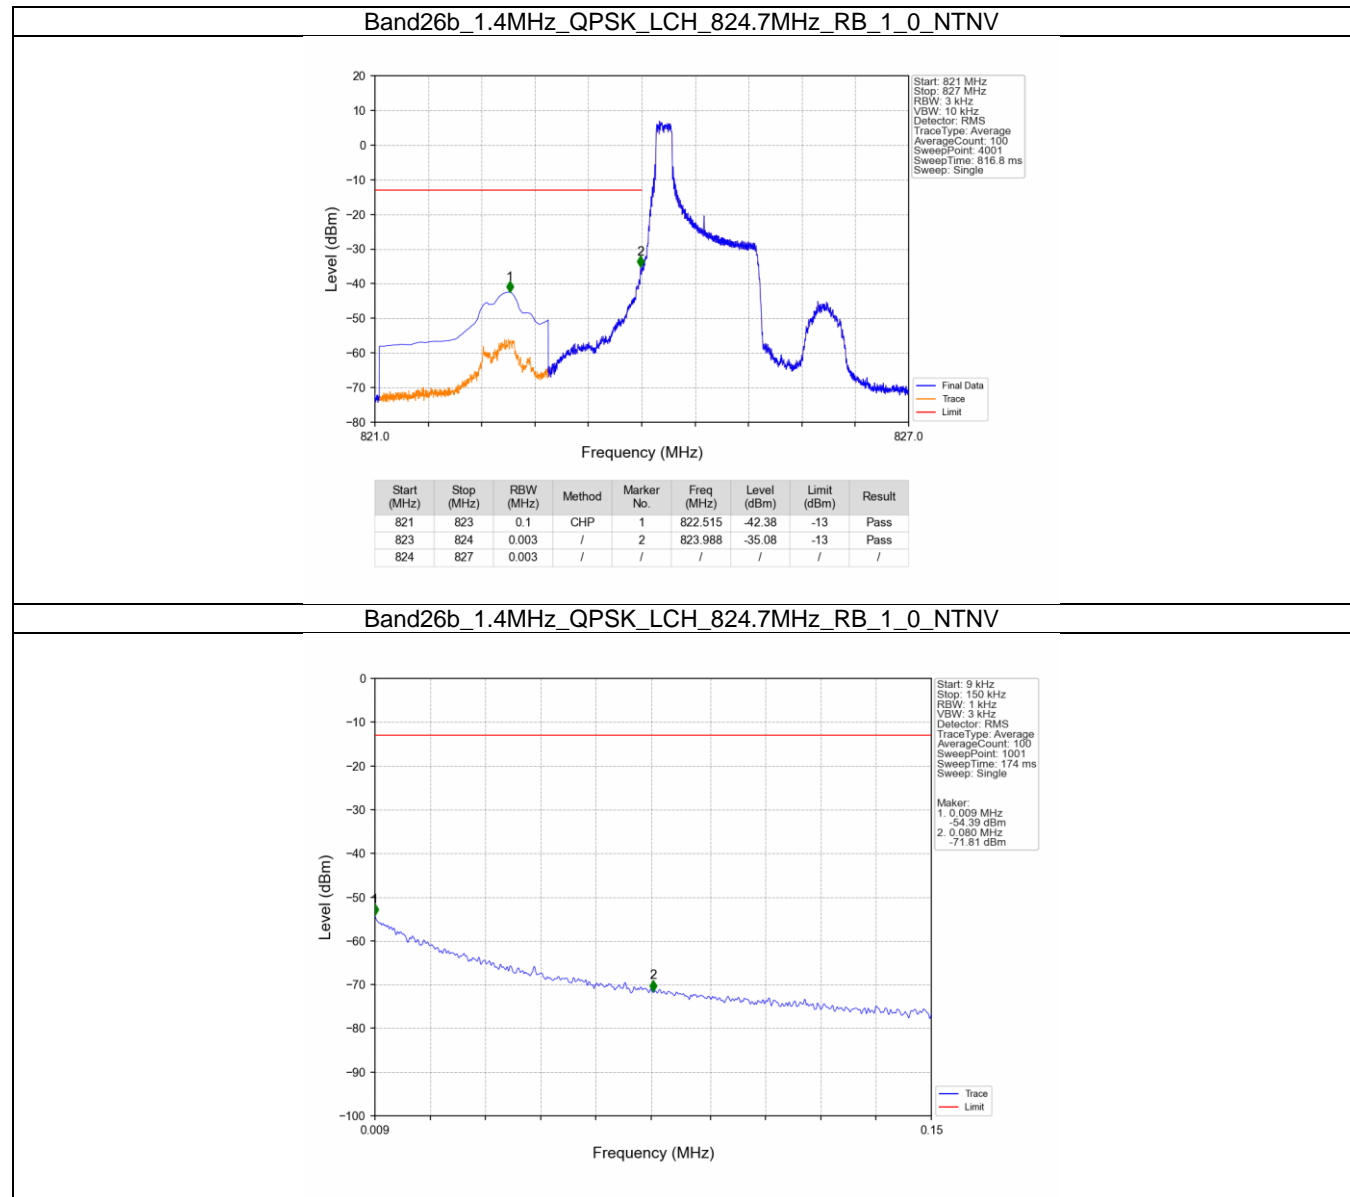 Band26b_1.4MHz_QPSK_LCH_824.7MHz_RB_1_0_NTNV
Start: 821 MHz
Stop: 827 MHz
RBW: 3 kHz
VBW: 10 kHz
Detector: RMS
TraceType: Average
AverageCount: 100
SweepPoint: 4001
SweepTime: 816.8 ms
Sweep: Single
20
10
0
−10
−20
−30
−40
−50
−60
−70
−80
Level (dBm)
1
2
Final Data
Trace
Limit
821.0 827.0
Frequency (MHz)
Start (MHz) Stop (MHz) RBW (MHz) Method Marker No. Freq (MHz) Level (dBm) Limit (dBm) Result
821 823 0.1 CHP 1 822.515 -42.38 -13 Pass
823 824 0.003 / 2 823.988 -35.08 -13 Pass
824 827 0.003 / / / / / /
Band26b_1.4MHz_QPSK_LCH_824.7MHz_RB_1_0_NTNV
Start: 9 kHz
Stop: 150 kHz
RBW: 1 kHz
VBW: 3 kHz
Detector: RMS
TraceType: Average
AverageCount: 100
SweepPoint: 1001
SweepTime: 174 ms
Sweep: Single
Maker:
1. 0.009 MHz
-54.39 dBm
2. 0.080 MHz
-71.81 dBm
0
−10
−20
−30
−40
−50
−60
−70
−80
−90
−100
Level (dBm)
1
2
Trace
Limit
0.009 0.15
Frequency (MHz)